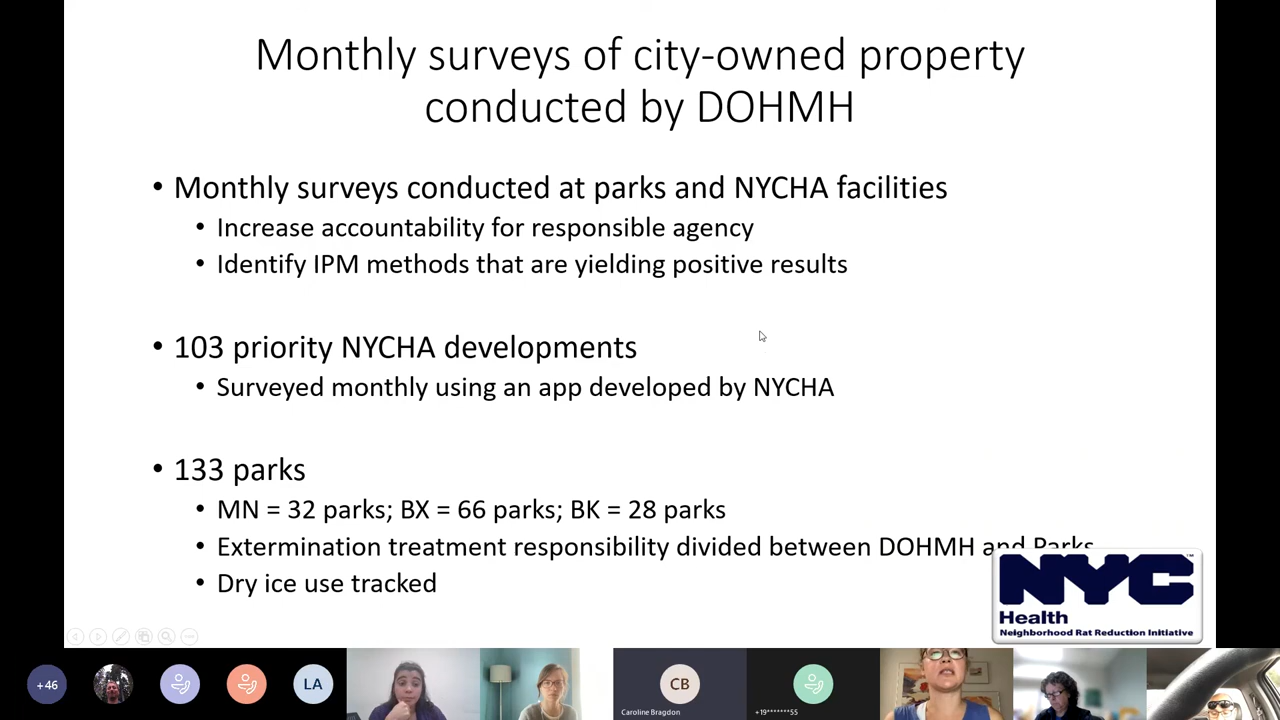 Monthly surveys of city-owned property
conducted by DOHMH
• Monthly surveys conducted at parks and NYCHA facilities
• Increase accountability for responsible agency
• Identify IPM methods that are yielding positive results
• 103 priority NYCHA developments
• Surveyed monthly using an app developed by NYCHA
• 133 parks
• MN = 32 parks; BX = 66 parks; BK = 28 parks
• Extermination treatment responsibility divided between DOHMH and Parks
• Dry ice use tracked
NYC™
Health
Neighborhood Rat Reduction Initiative
+46
LA
CB
Caroline Bragdon
+19*******55